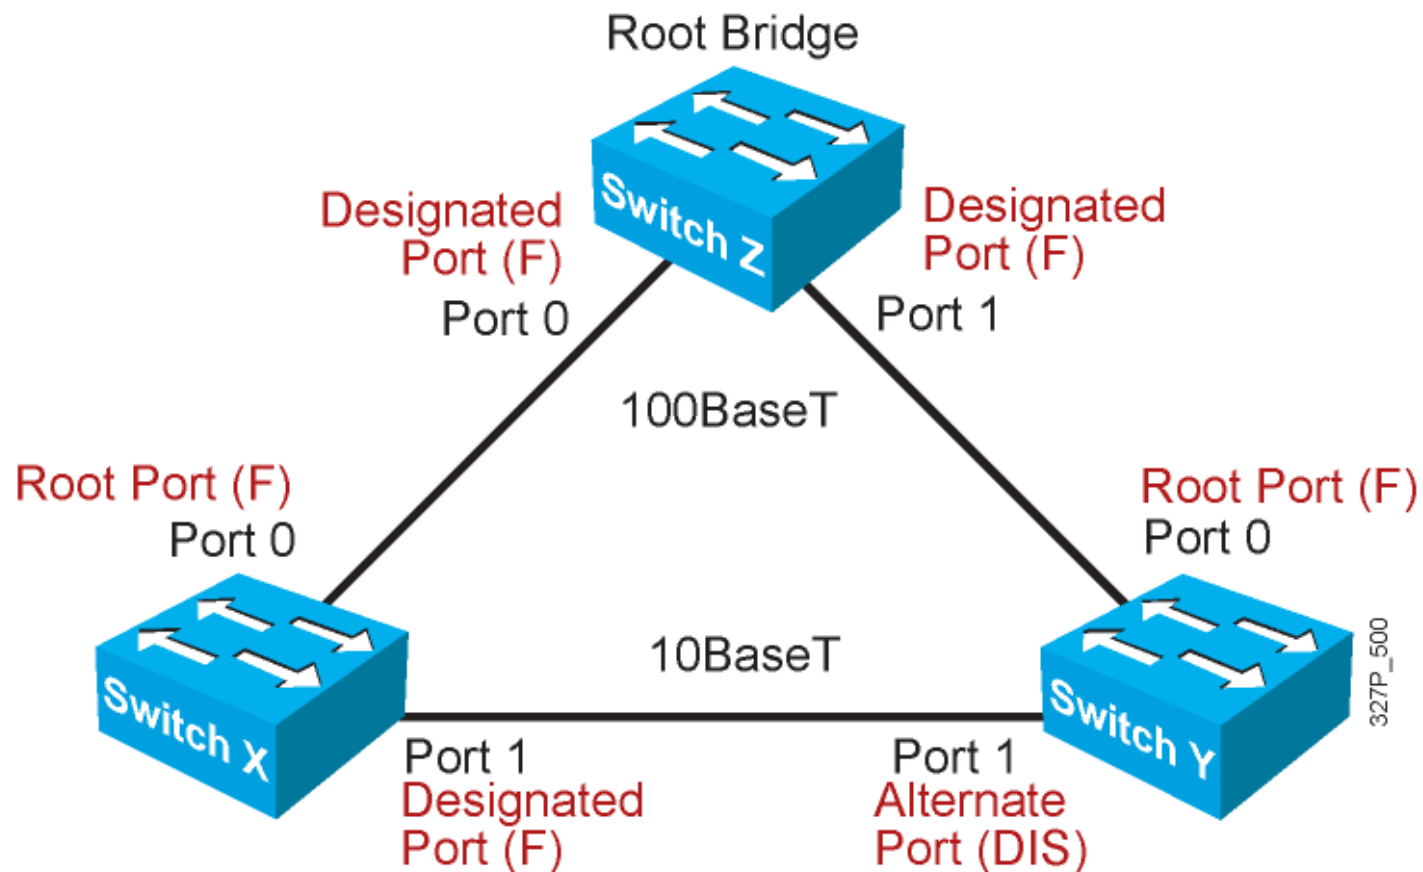 Root Bridge
Switch Z
Designated
Port (F)
Port 0
Designated
Port (F)
Port 1
100BaseT
Root Port (F)
Port 0
Root Port (F)
Port 0
10BaseT
Switch X
Switch Y
327P_500
Port 1
Designated
Port (F)
Port 1
Alternate
Port (DIS)